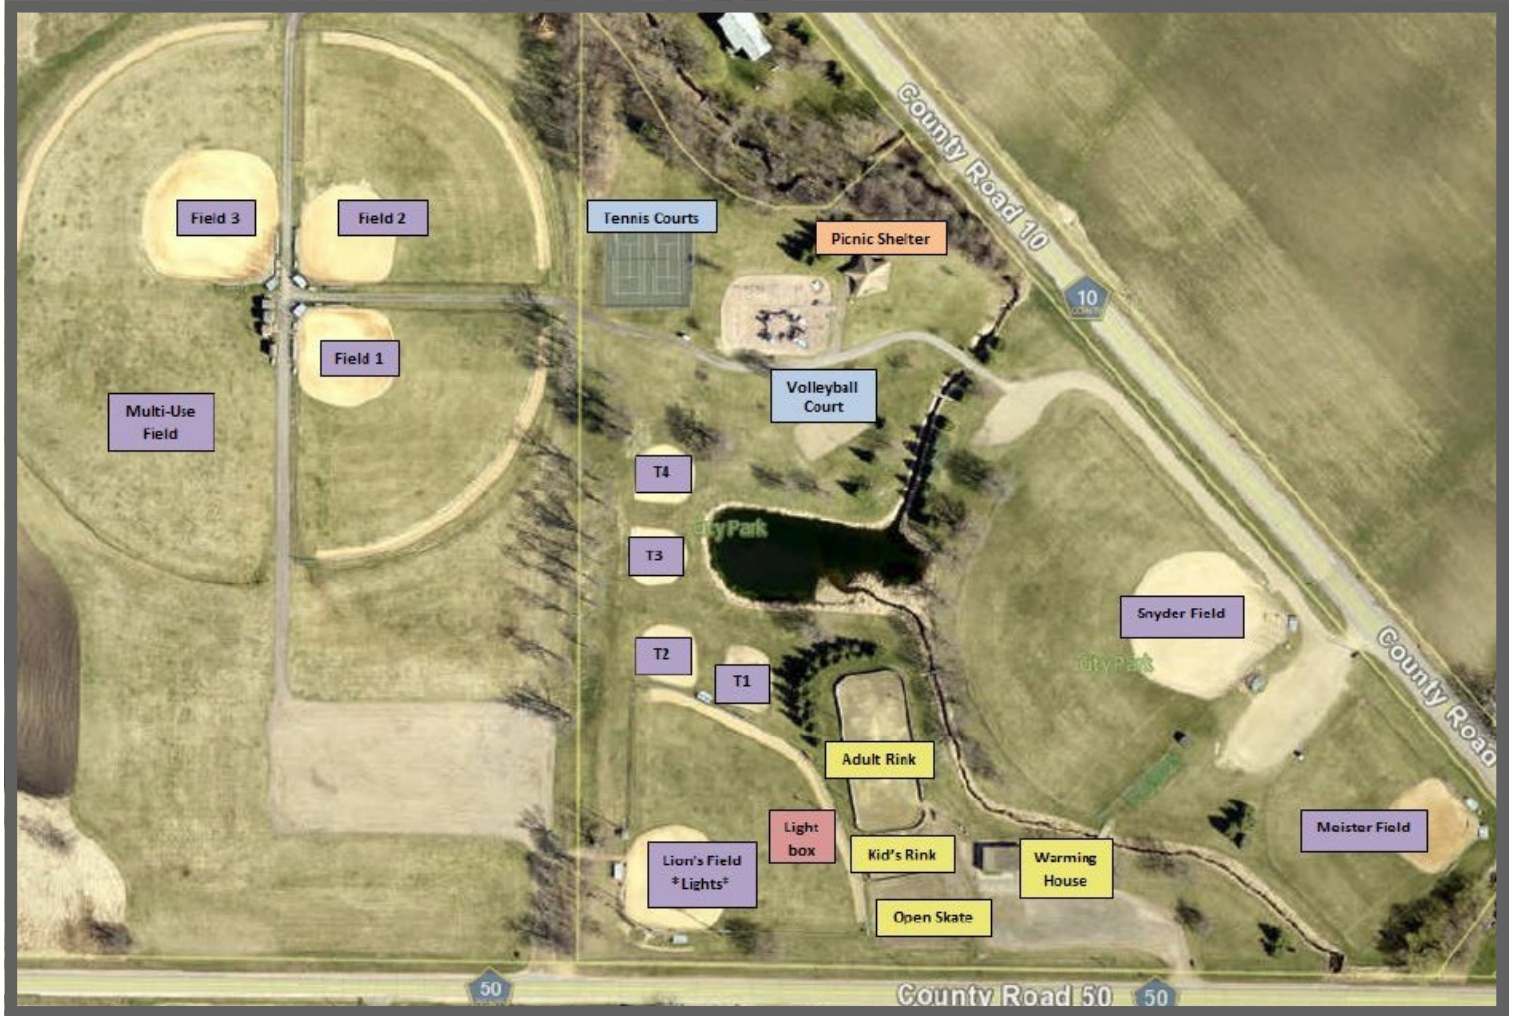 County Road 10
Field 3
Field 2
Tennis Courts
Picnic Shelter
10
COUNTY
Field 1
Volleyball
Court
Multi-Use
Field
T4
City Park
T3
Snyder Field
T2
City Park
T1
County Road
Adult Rink
Light
box
Meister Field
Kid's Rink
Warming
House
Lion's Field
*Lights*
Open Skate
50
County Road 50
50